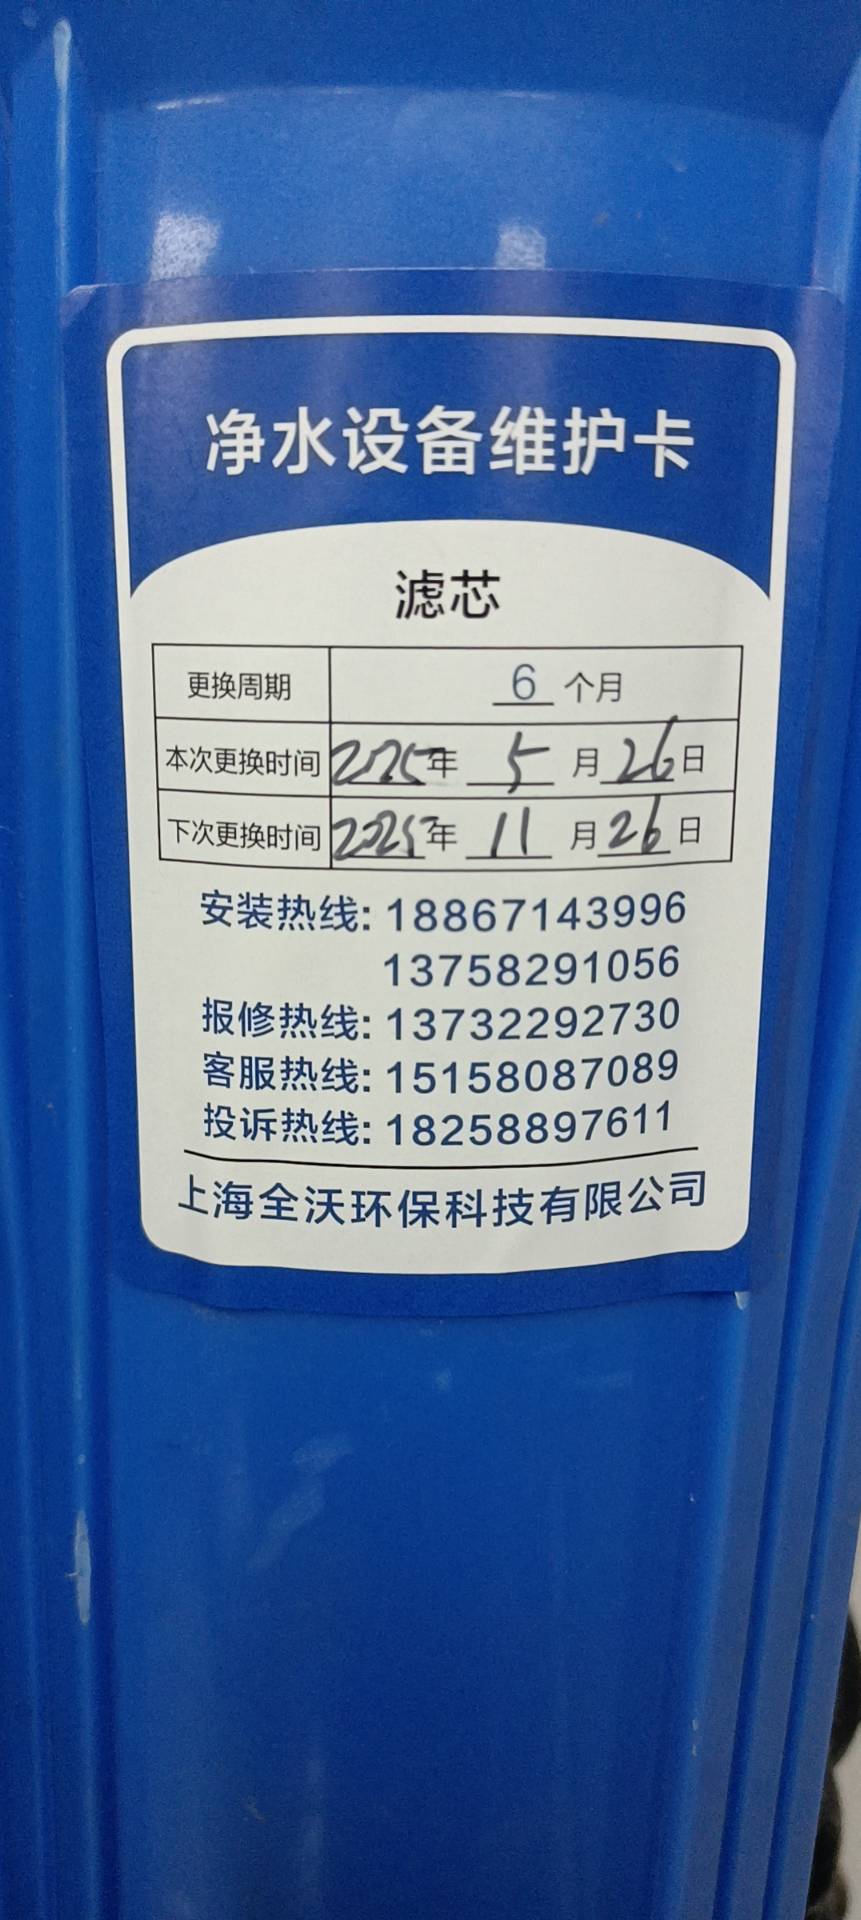 净水设备维护卡
滤芯
更换周期 6 个月
本次更换时间 2025年 5 月 26日
下次更换时间 2025年 11 月 26日
安装热线: 18867143996
13758291056
报修热线: 13732292730
客服热线: 15158087089
投诉热线: 18258897611
上海全沃环保科技有限公司